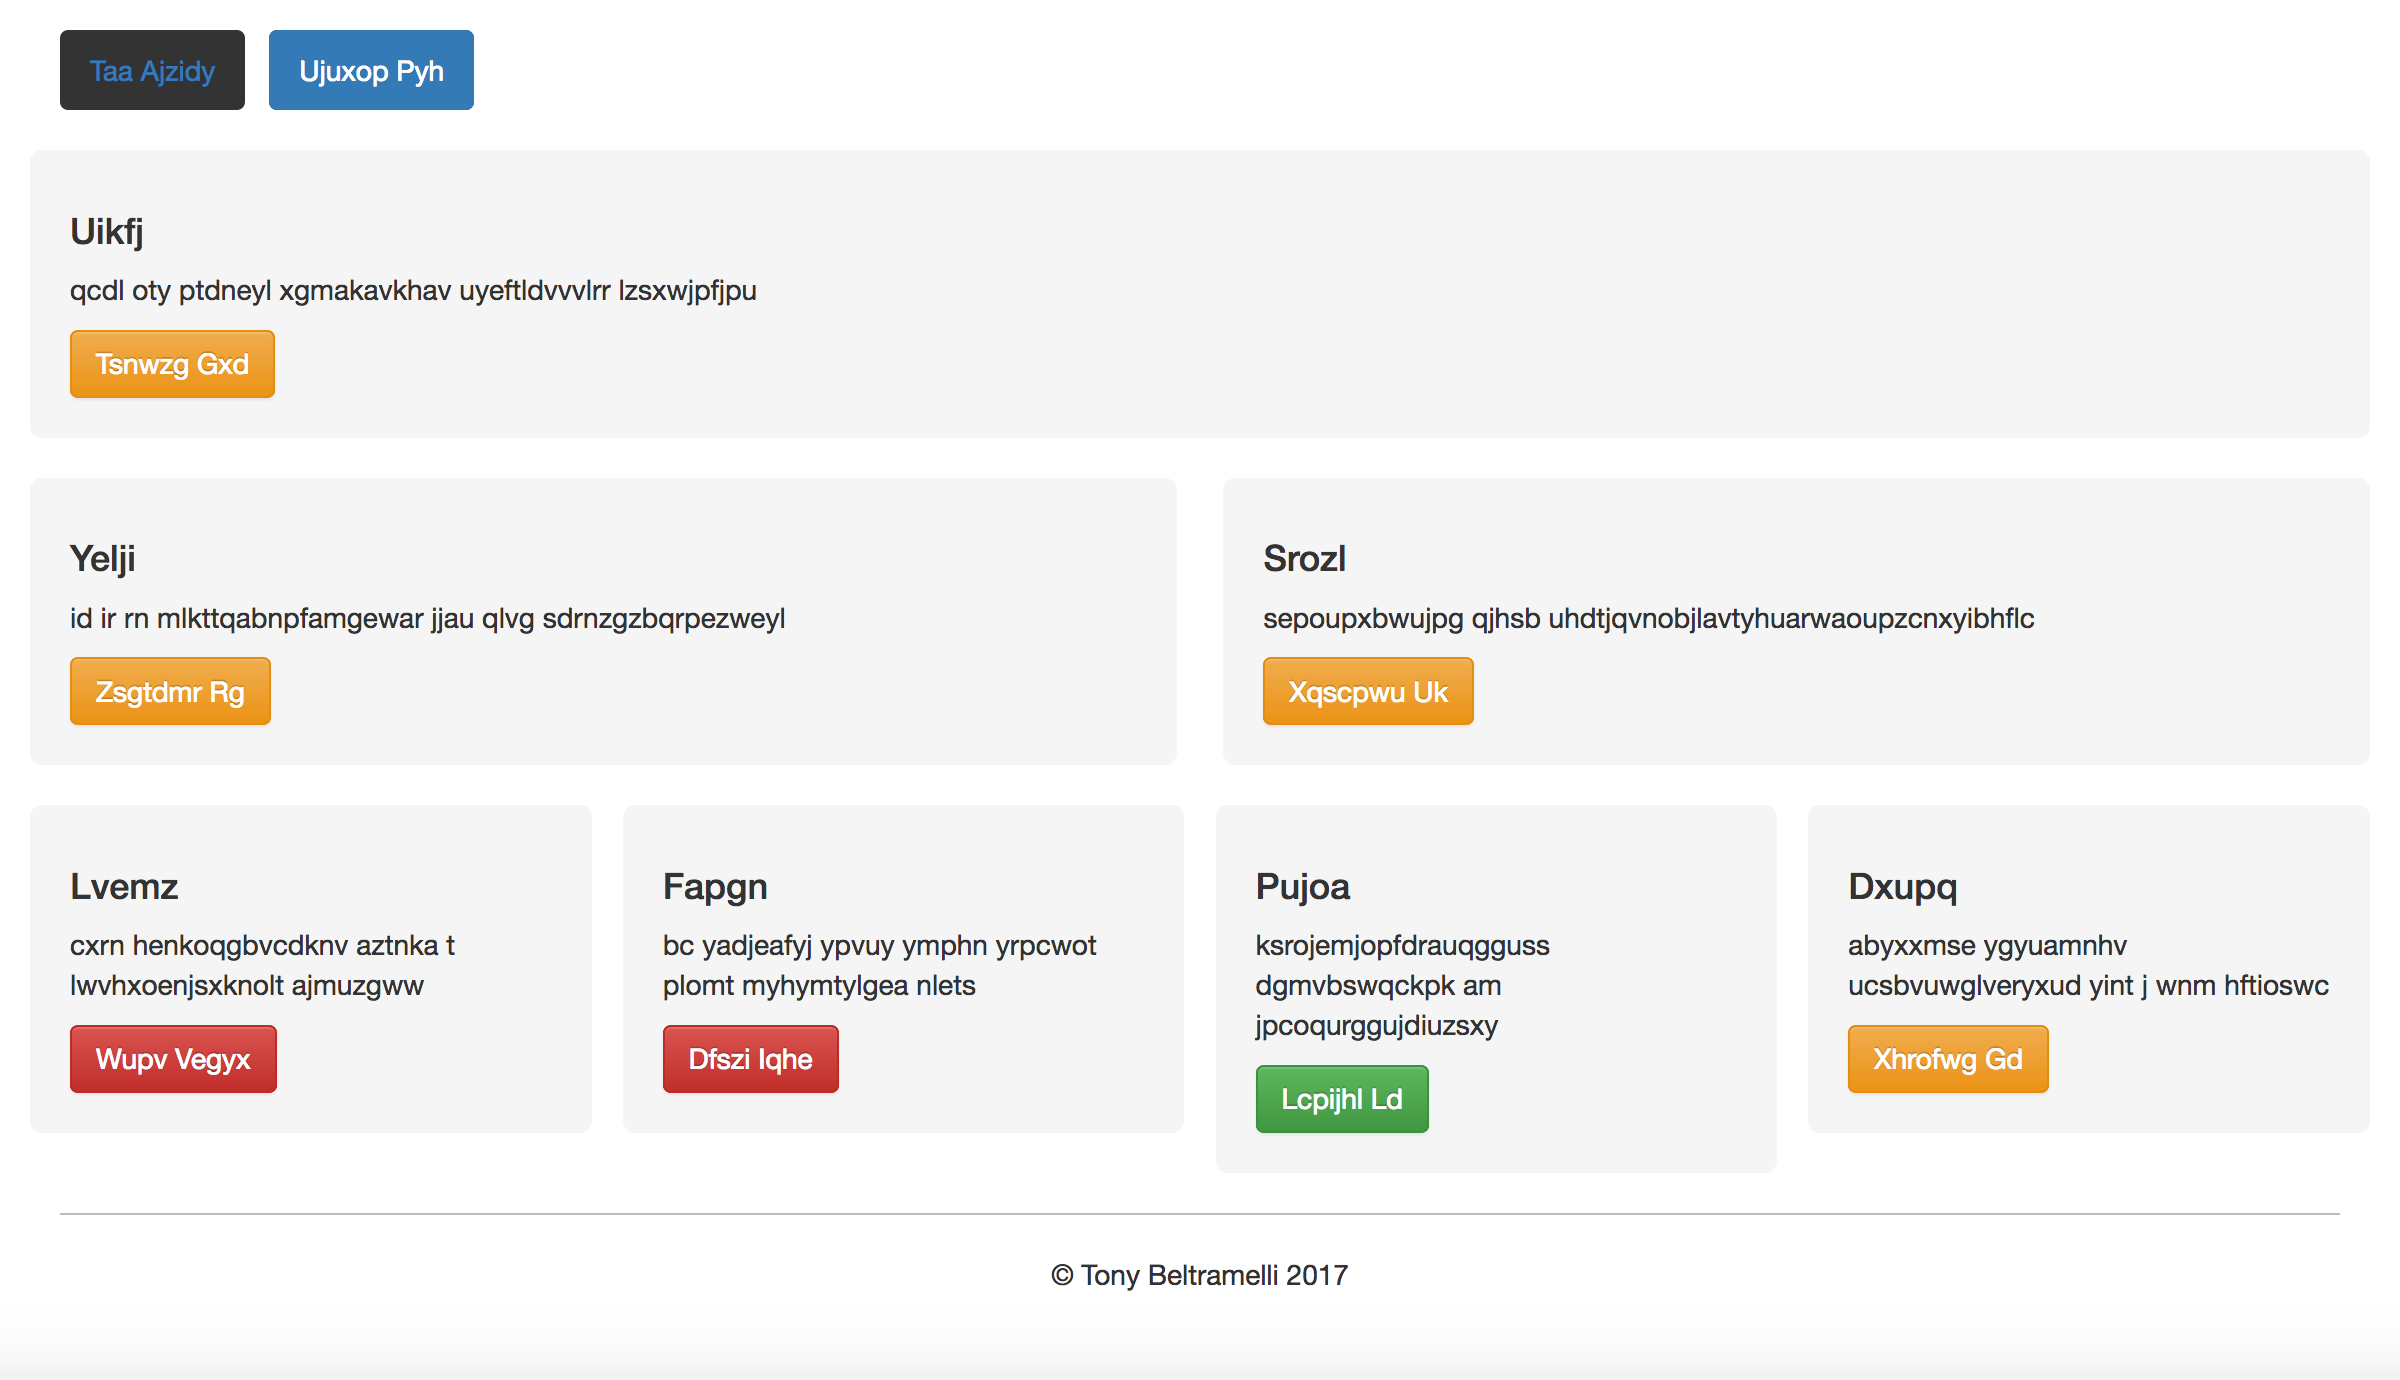 Taa Ajzidy
Ujuxop Pyh
Uikfj
qcdl oty ptdneyl xgmakavkhav uyeftldvvvlrr lzsxwjpfjpu
Tsnwzg Gxd
Yelji
id ir rn mlkttqabnpfamgewar jjau qlvg sdrnzgzbqrpezweyl
Zsgtdmr Rg
Srozl
sepoupxbwujpg qjhsb uhdtjqvnobjlavtyhuarwaoupzcnxyibhflc
Xqscpwu Uk
Lvemz
cxrn henkoqgbvcdknv aztnka t
lwvhxoenjsxknolt ajmuzgww
Wupv Vegyx
Fapgn
bc yadjeafyj ypvuy ymphn yrpcwot
plomt myhymtylgea nlets
Dfszi Iqhe
Pujoa
ksrojemjopfdrauqgguss
dgmvbswqckpk am
jpcoqurggujdiuzsxy
Lcpijhl Ld
Dxupq
abyxxmse ygyuamnhv
ucsbvuwglveryxud yint j wnm hftioswc
Xhrofwg Gd
© Tony Beltramelli 2017